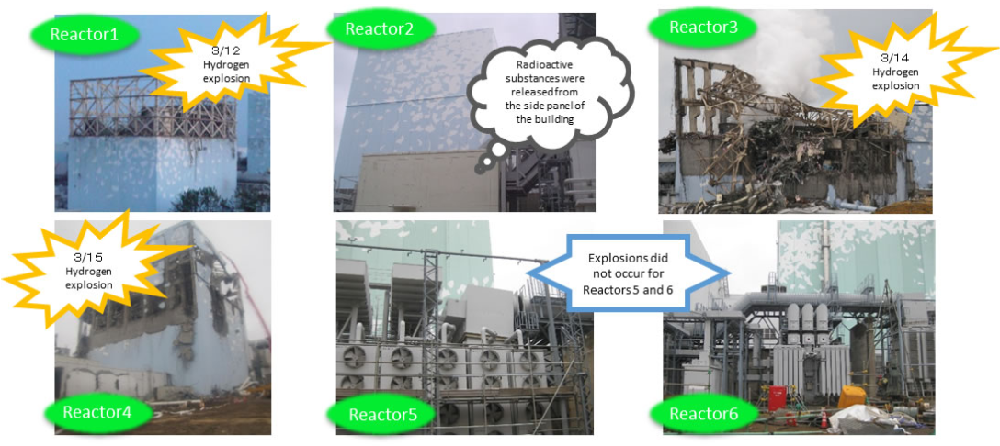 Reactor1
3/12
Hydrogen
explosion
Reactor2
Radioactive
substances were
released from
the side panel of
the building
Reactor3
3/14
Hydrogen
explosion
3/15
Hydrogen
explosion
Reactor4
Reactor5
Explosions did
not occur for
Reactors 5 and 6
Reactor6